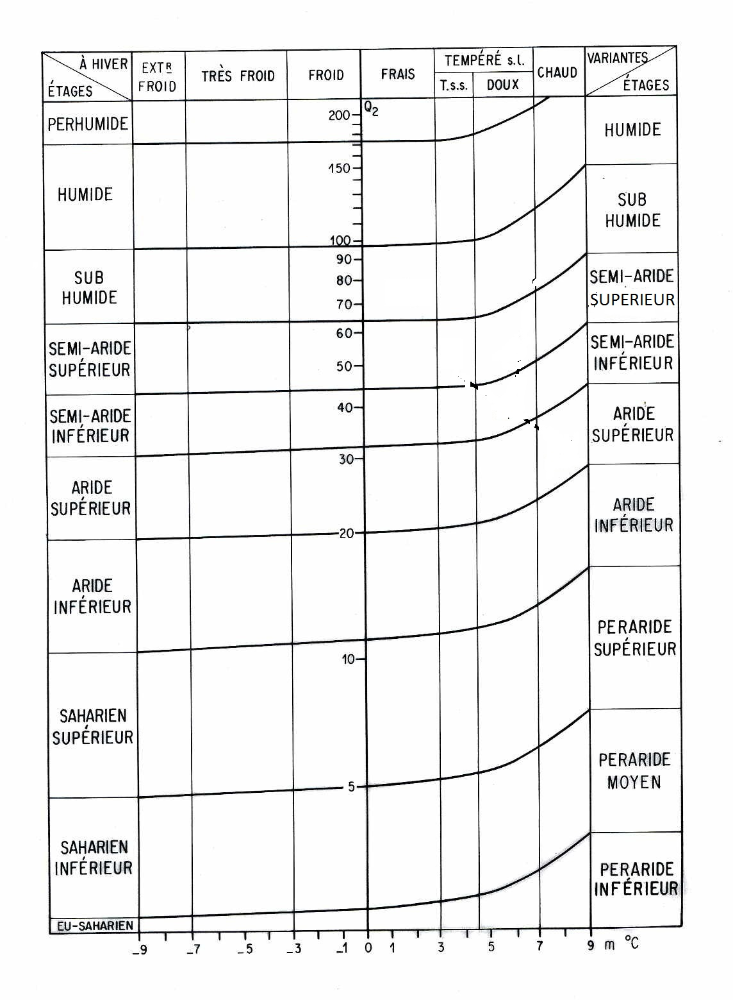 À HIVER
ÉTAGES
EXTR FROID
TRÈS FROID
FROID
FRAIS
TEMPÉRÉ s.l.
T.s.s.
DOUX
CHAUD
VARIANTES
ÉTAGES
PERHUMIDE
HUMIDE
SUB
HUMIDE
SEMI-ARIDE
SUPÉRIEUR
SEMI-ARIDE
INFÉRIEUR
ARIDE
SUPÉRIEUR
ARIDE
INFÉRIEUR
SAHARIEN
SUPÉRIEUR
SAHARIEN
INFÉRIEUR
EU-SAHARIEN
Q2
200
150
100
90
80
70
60
50
40
30
20
10
5
HUMIDE
SUB
HUMIDE
SEMI-ARIDE
SUPERIEUR
SEMI-ARIDE
INFÉRIEUR
ARIDE
SUPÉRIEUR
ARIDE
INFÉRIEUR
PERARIDE
SUPÉRIEUR
PERARIDE
MOYEN
PERARIDE
INFÉRIEUR
-9 -7 -5 -3 -1 0 1 3 5 7 9 m °C